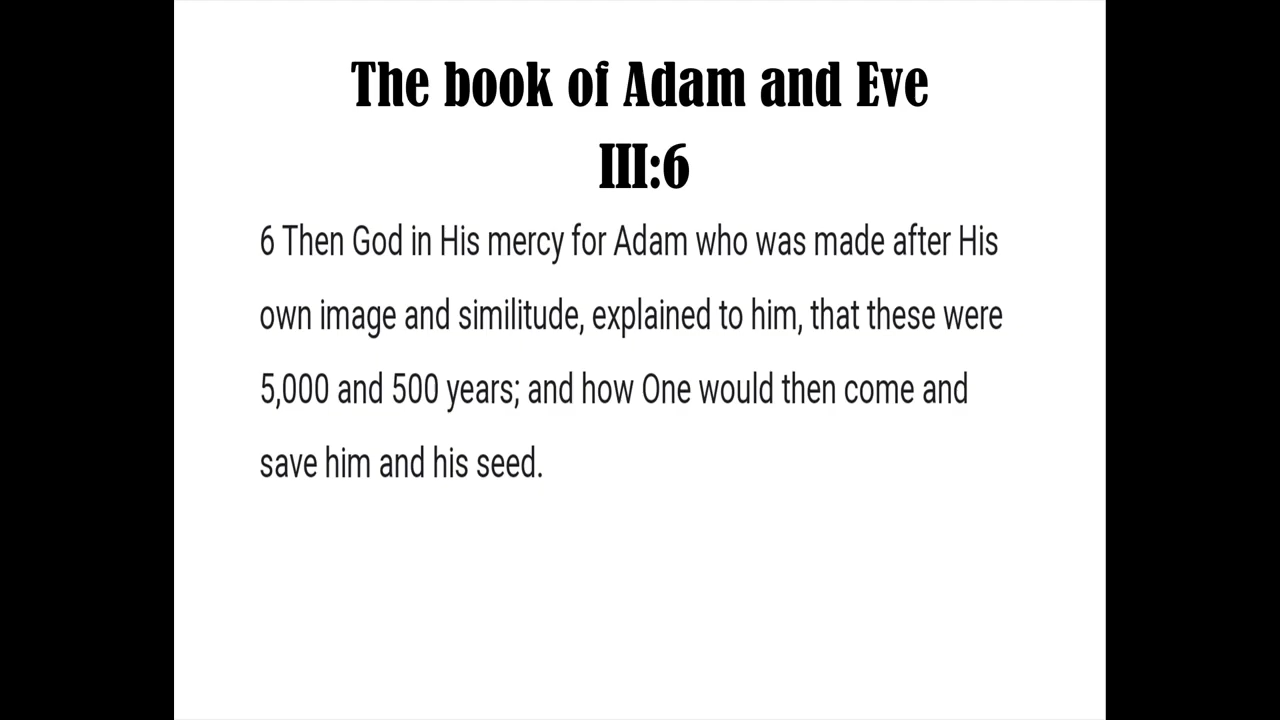 The book of Adam and Eve
III:6
6 Then God in His mercy for Adam who was made after His
own image and similitude, explained to him, that these were
5,000 and 500 years; and how One would then come and
save him and his seed.